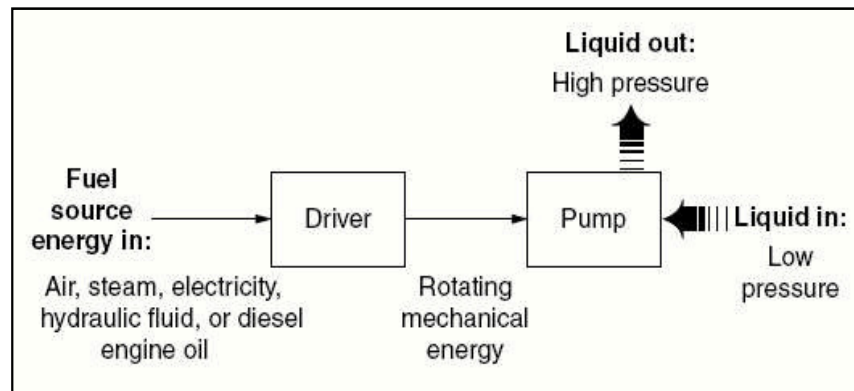 Liquid out:
High pressure
Fuel
source
energy in:
Driver
Pump
Liquid in:
Low
pressure
Air, steam, electricity,
hydraulic fluid, or diesel
engine oil
Rotating
mechanical
energy